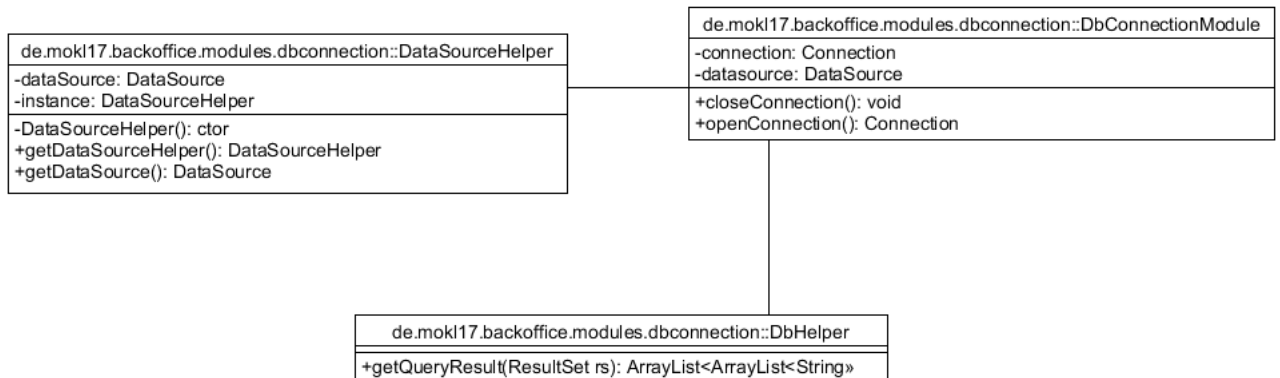 de.mokl17.backoffice.modules.dbconnection::DataSourceHelper
-dataSource: DataSource
-instance: DataSourceHelper
-DataSourceHelper(): ctor
+getDataSourceHelper(): DataSourceHelper
+getDataSource(): DataSource
de.mokl17.backoffice.modules.dbconnection::DbConnectionModule
-connection: Connection
-datasource: DataSource
+closeConnection(): void
+openConnection(): Connection
de.mokl17.backoffice.modules.dbconnection::DbHelper
+getQueryResult(ResultSet rs): ArrayList<ArrayList<String»